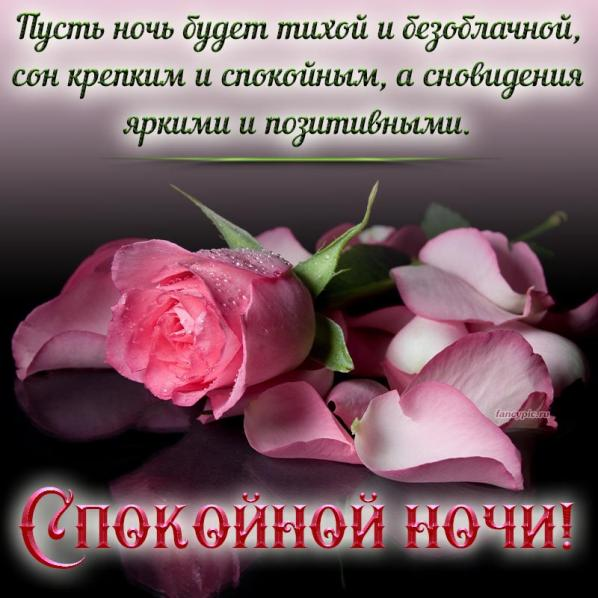 Пусть ночь будет тихой и безоблачной,
сон крепким и спокойным, а сновидения
яркими и позитивными.
fancypic.ru
Спокойной ночи!